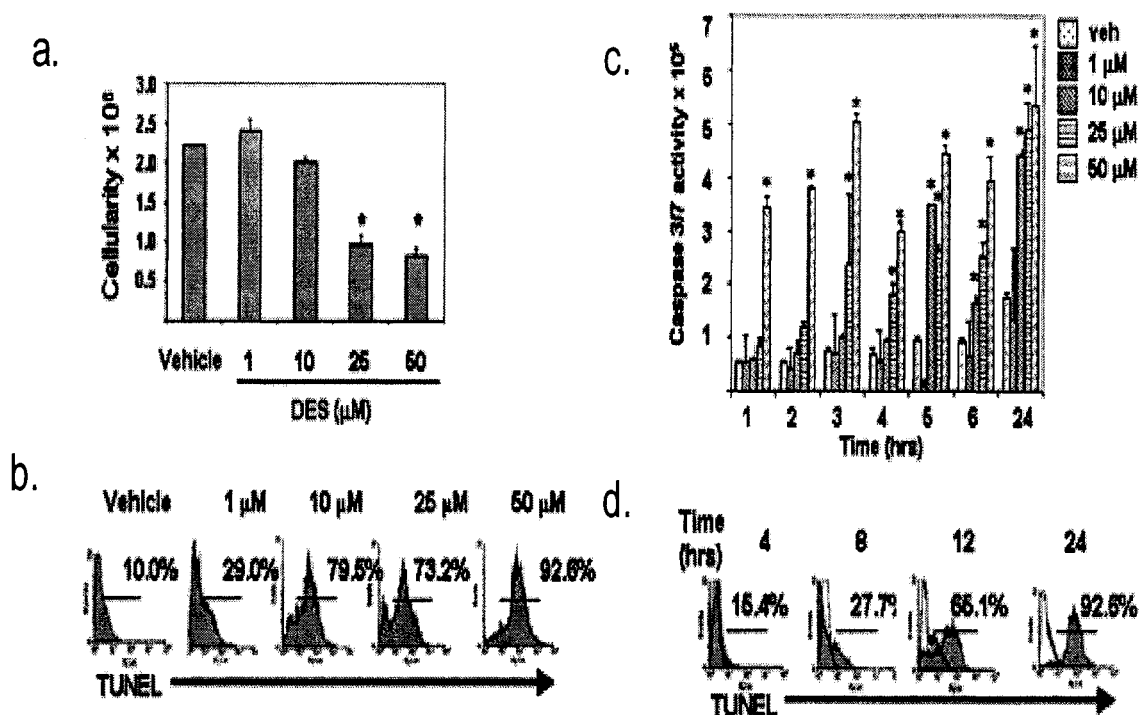 a.
Cellularity x 10⁶
3.0
2.5
2.0
1.5
1.0
0.5
*
*
Vehicle 1 10 25 50
DES (µM)
b.
Vehicle 1 µM 10 µM 25 µM 50 µM
10.0% 29.0% 79.5% 73.2% 92.6%
TUNEL
c.
Caspase 3/7 activity x 10⁵
7
6
5
4
3
2
1
1 2 3 4 5 6 24
Time (hrs)
veh
1 µM
10 µM
25 µM
50 µM
d.
Time
(hrs)
4 8 12 24
15.4% 27.7% 65.1% 92.6%
TUNEL